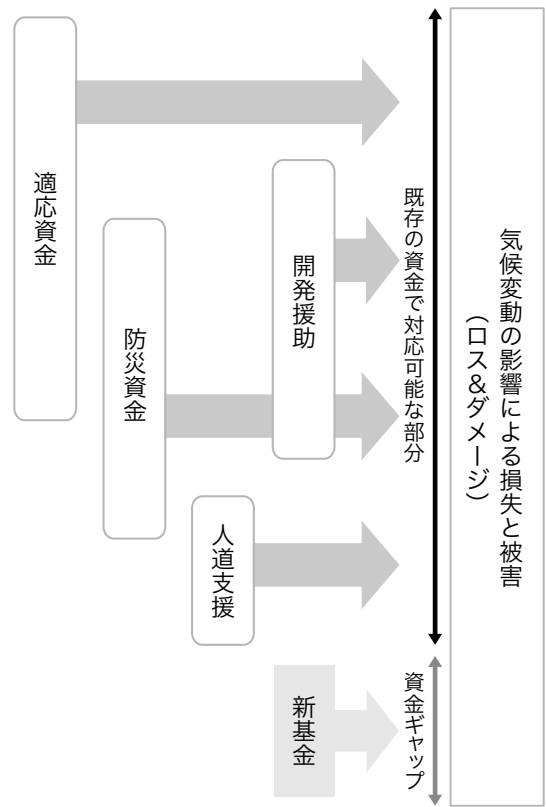 適応資金
防災資金
人道支援
開発援助
新基金
既存の資金で対応可能な部分
資金ギャップ
気候変動の影響による損失と被害
（ロス＆ダメージ）